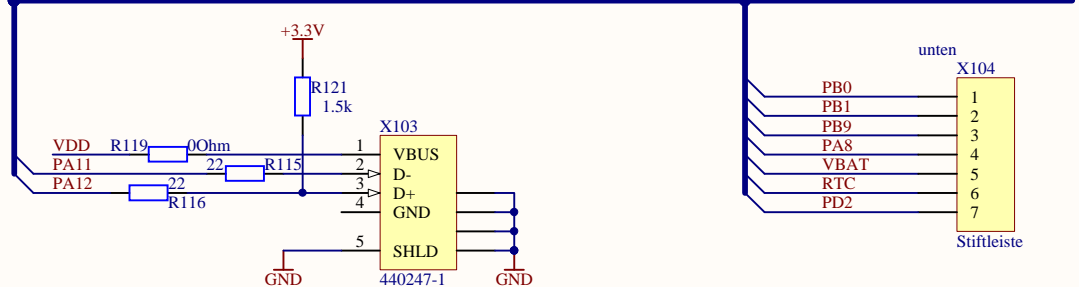 +3.3V
R121
1.5k
X103
VDD
R119
0Ohm
1
VBUS
PA11
22
R115
2
D-
PA12
22
R116
3
D+
4
GND
5
SHLD
GND
440247-1
GND
unten
X104
PB0
1
PB1
2
PB9
3
PA8
4
VBAT
5
RTC
6
PD2
7
Stiftleiste